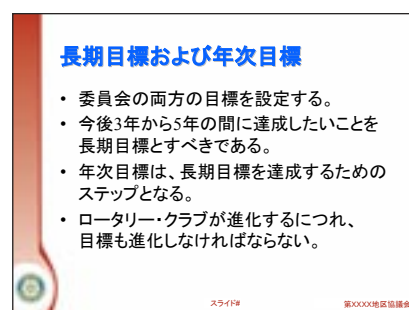 長期目標および年次目標
• 委員会の両方の目標を設定する。
• 今後3年から5年の間に達成したいことを
長期目標とすべきである。
• 年次目標は、長期目標を達成するための
ステップとなる。
• ロータリー・クラブが進化するにつれ、
目標も進化しなければならない。
スライド#
第XXXX地区協議会